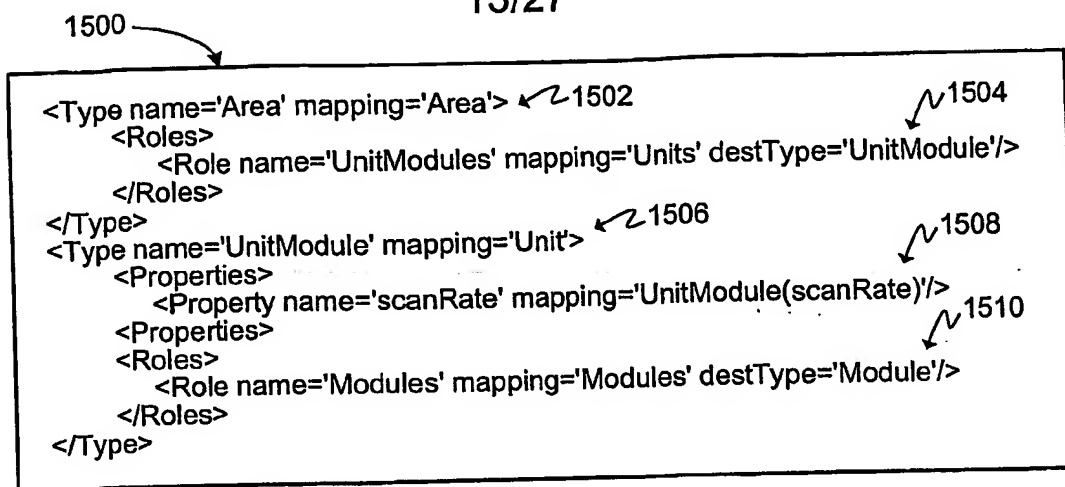 15/27
1500
<Type name='Area' mapping='Area'> 1502
<Roles> 1504
<Role name='UnitModules' mapping='Units' destType='UnitModule'/>
</Roles>
</Type>
<Type name='UnitModule' mapping='Unit'> 1506
<Properties> 1508
<Property name='scanRate' mapping='UnitModule(scanRate)'/>
<Properties> 1510
<Roles>
<Role name='Modules' mapping='Modules' destType='Module'/>
</Roles>
</Type>